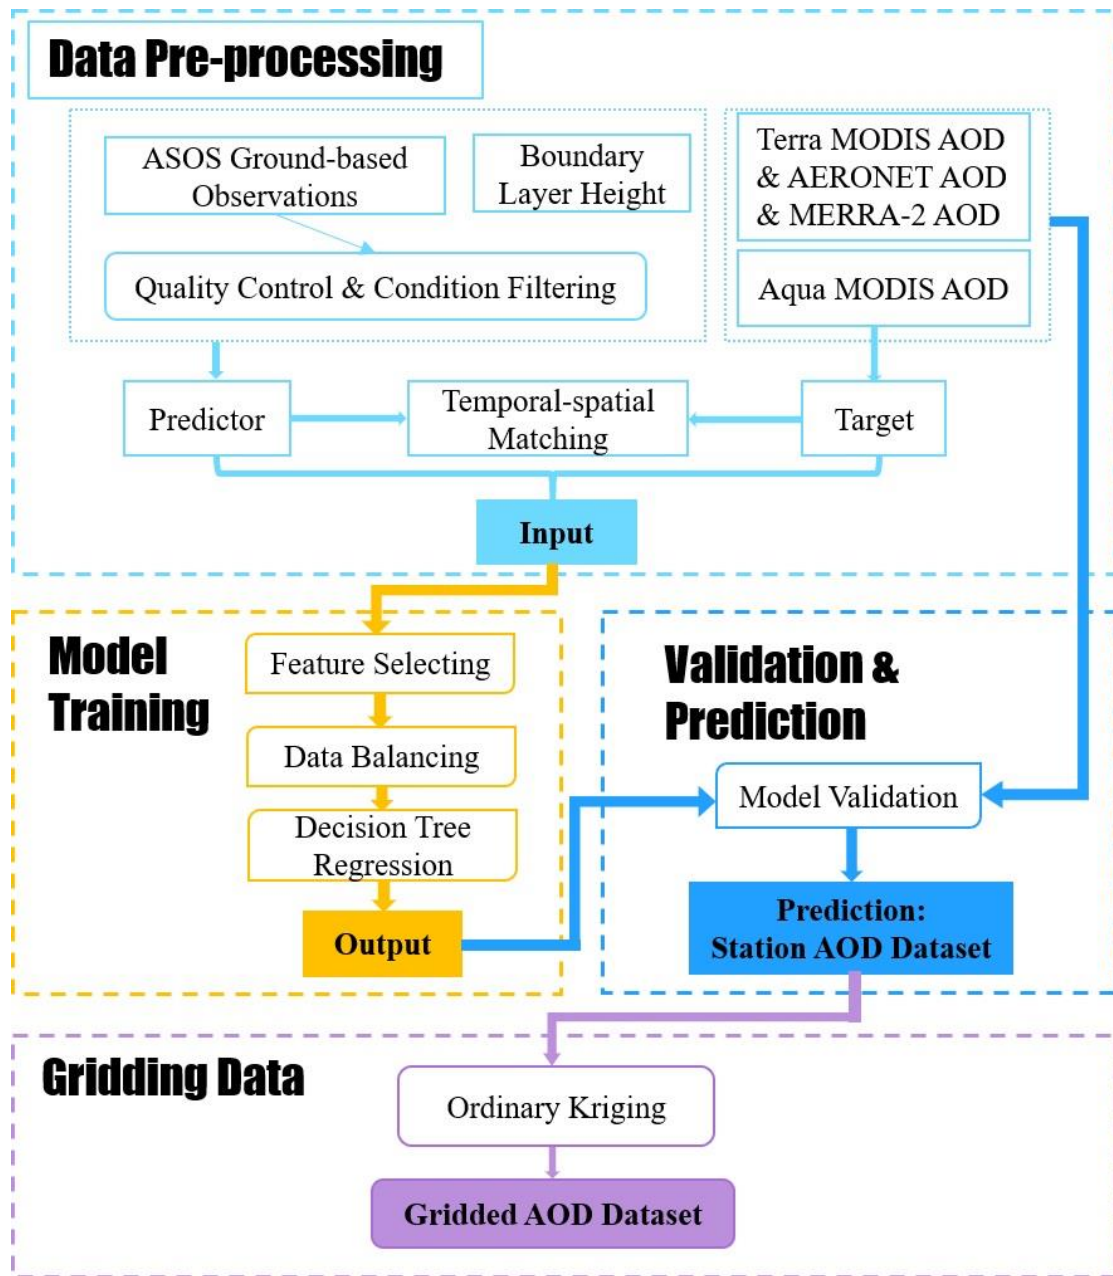 Data Pre-processing
ASOS Ground-based
Observations
Boundary
Layer Height
Terra MODIS AOD
& AERONET AOD
& MERRA-2 AOD
Quality Control & Condition Filtering
Aqua MODIS AOD
Predictor
Temporal-spatial
Matching
Target
Input
Model
Training
Feature Selecting
Data Balancing
Decision Tree
Regression
Output
Validation &
Prediction
Model Validation
Prediction:
Station AOD Dataset
Gridding Data
Ordinary Kriging
Gridded AOD Dataset